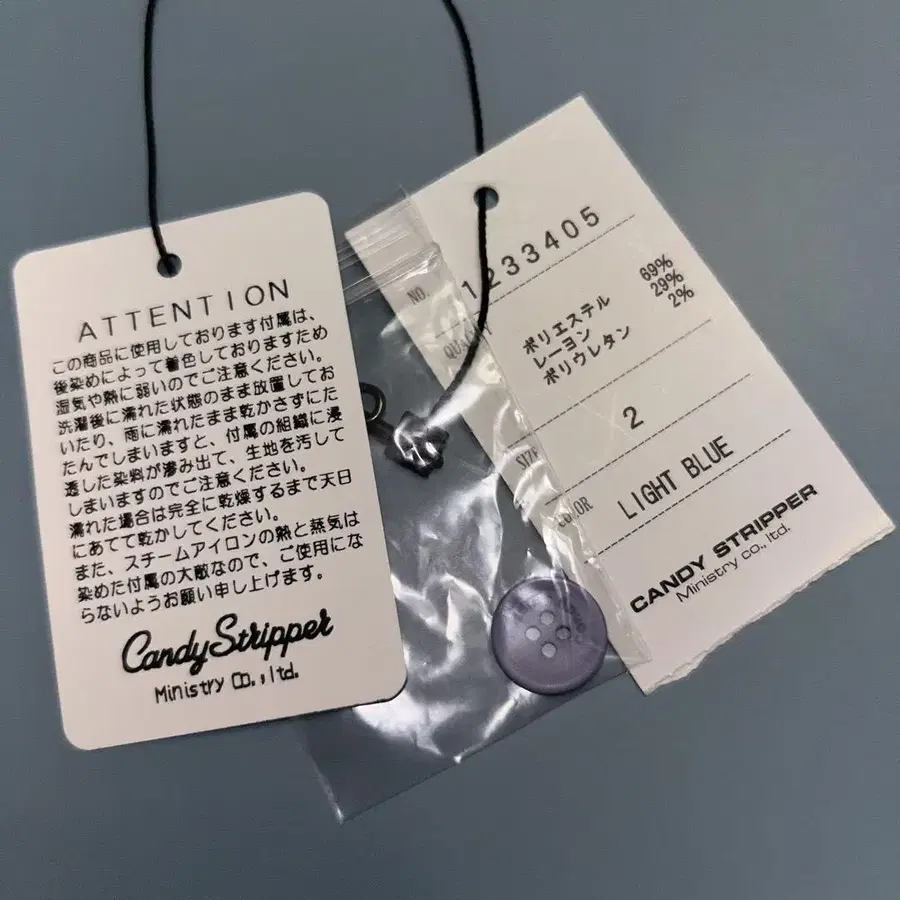 ATTENTION
この商品に使用しております付属は、
後染めによって着色しておりますため
湿気や熱に弱いのでご注意ください。
洗濯後に濡れた状態のまま放置してお
いたり、雨に濡れたまま乾かさずにた
たんでしまいますと、付属の組織に浸
透した染料が滲み出て、生地を汚して
しまいますのでご注意ください。
濡れた場合は完全に乾燥するまで天日
にあてて乾かしてください。
また、スチームアイロンの熱と蒸気は
染めた付属の大敵なので、ご使用にな
らないようお願い申し上げます。
Candy Stripper
Ministry Co.,ltd.
NO. 1233405
QUALITY ポリエステル 69%
レーヨン 29%
ポリウレタン 2%
SIZE 2
COLOR LIGHT BLUE
CANDY STRIPPER
Ministry co., ltd.